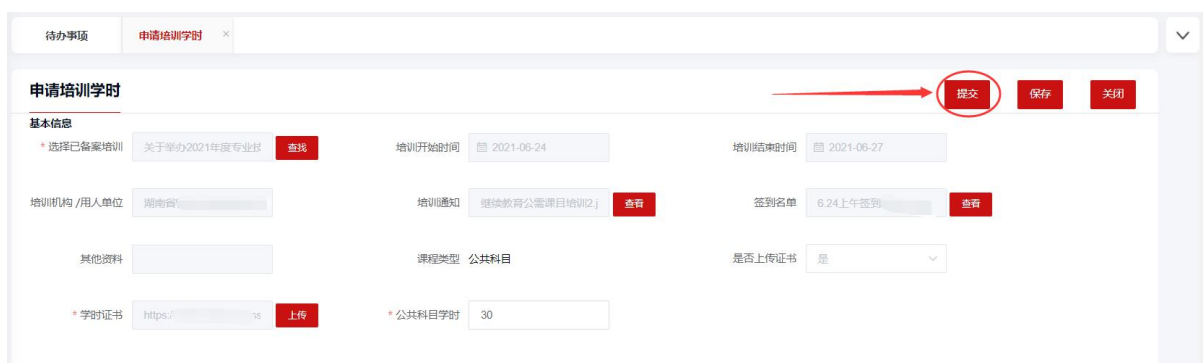 待办事项 申请培训学时 ×
申请培训学时 提交 保存 关闭
基本信息
* 选择已备案培训 关于举办2021年度专业技 查找 培训开始时间 2021-06-24 培训结束时间 2021-06-27
培训机构 /用人单位 湖南省 培训通知 继续教育公需课目培训2.j 查看 签到名单 6.24上午签到 查看
其他资料 课程类型 公共科目 是否上传证书 是
* 学时证书 https:/ 上传 * 公共科目学时 30